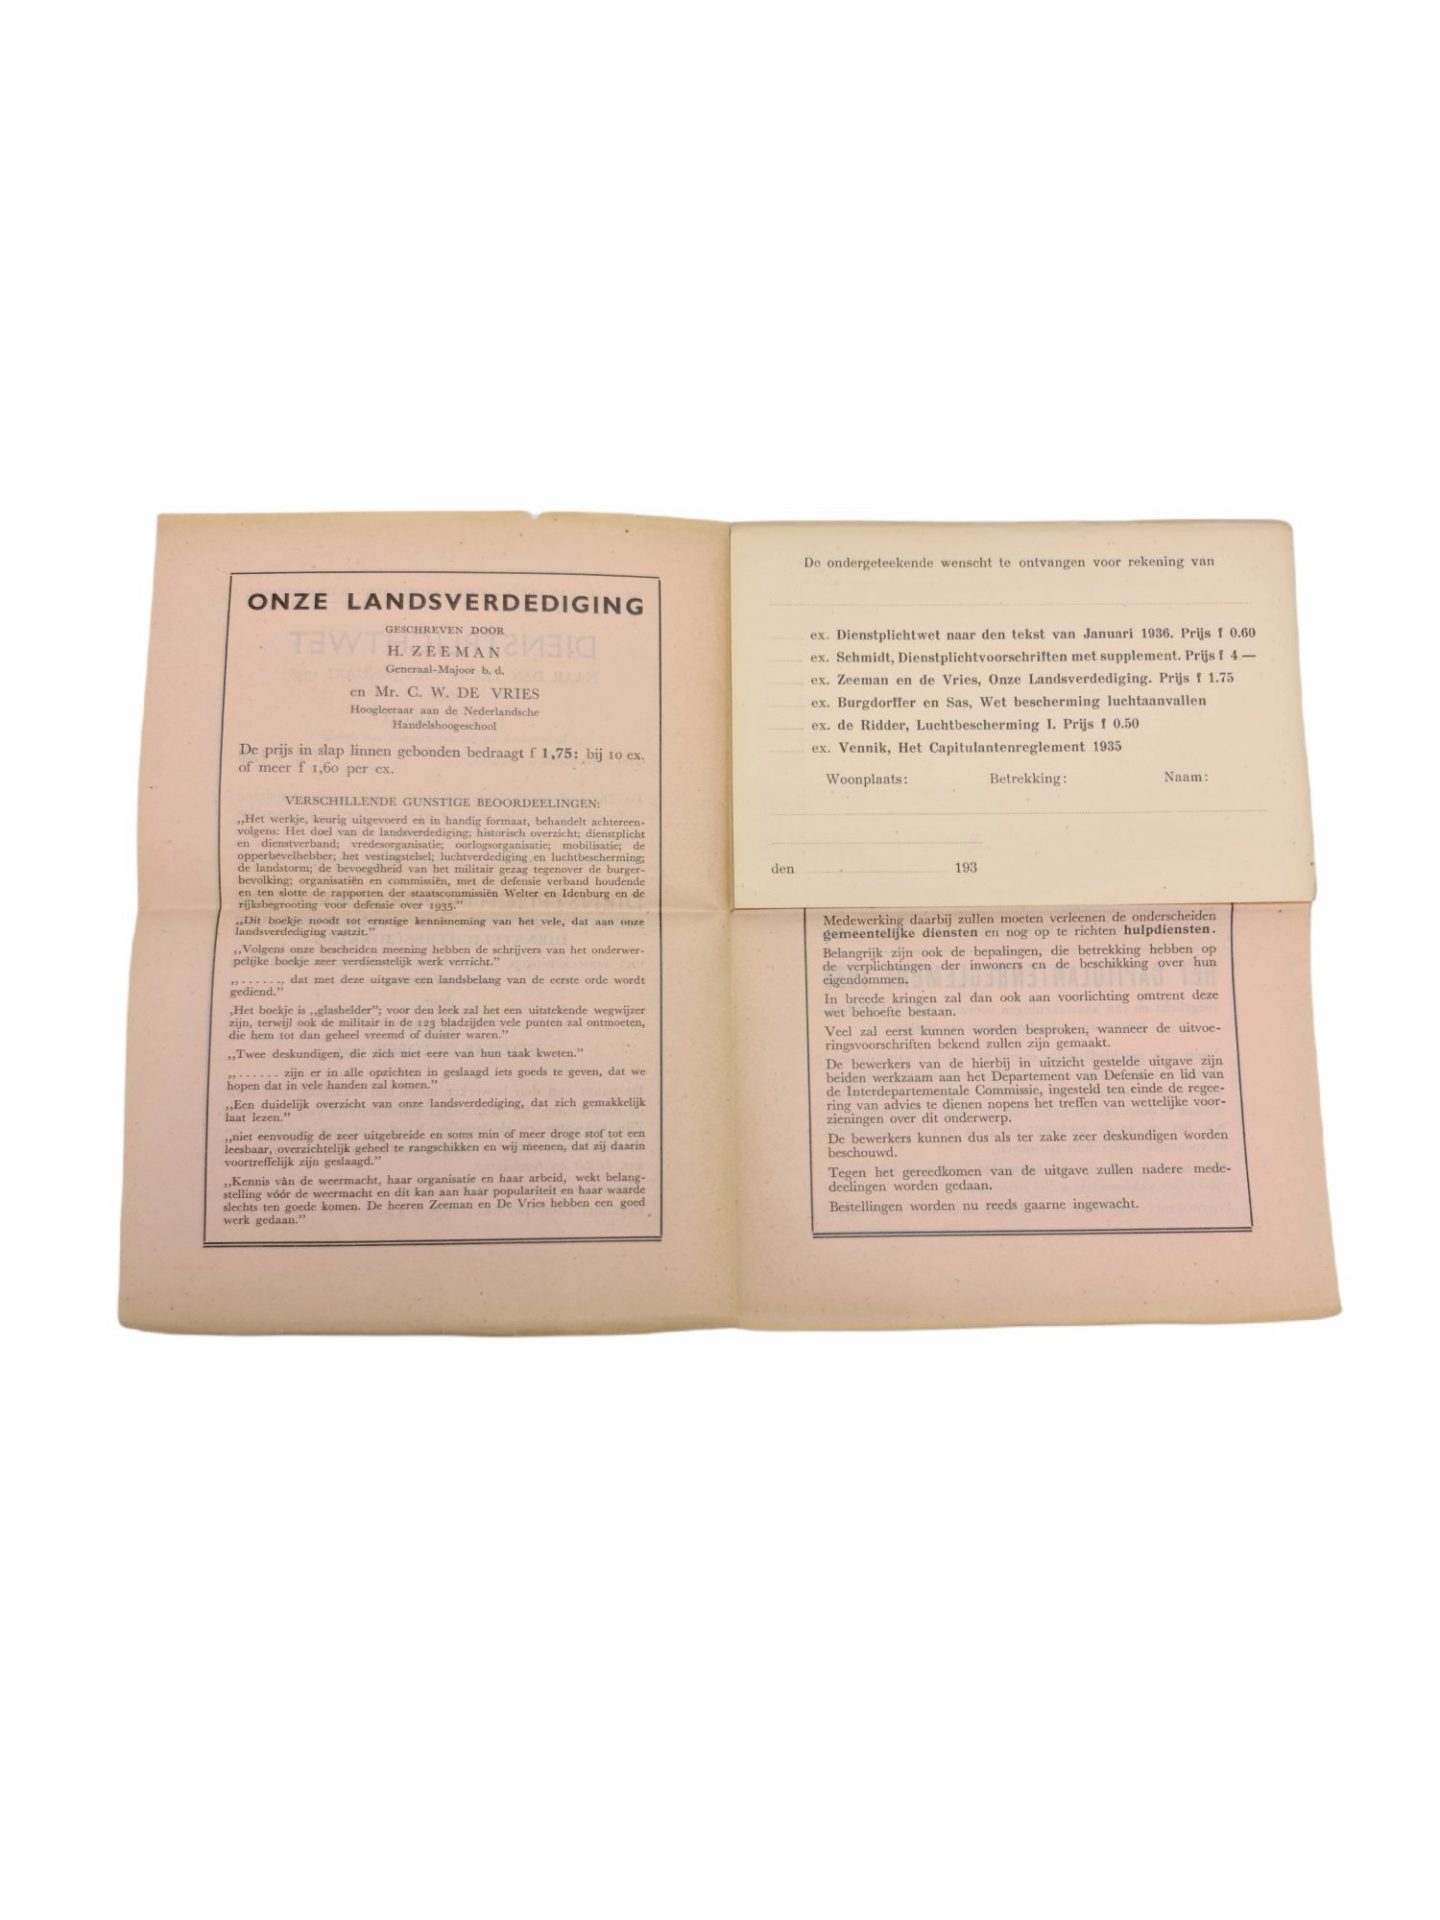 ONZE LANDSVERDEDIGING
GESCHREVEN DOOR
H. ZEEMAN
Generaal-Majoor b. d.
en Mr. C. W. DE VRIES
Hoogleeraar aan de Nederlandsche
Handelshoogeschool
De prijs in slap linnen gebonden bedraagt f 1,75: bij 10 ex.
of meer f 1,60 per ex.
VERSCHILLENDE GUNSTIGE BEOORDEELINGEN:
„Het werkje, keurig uitgevoerd en in handig formaat, behandelt achtereen-
volgens: Het doel van de landsverdediging; historisch overzicht; dienstplicht
en dienstverband; vredesorganisatie; oorlogsorganisatie; mobilisatie; de
opperbevelhebber; het vestingstelsel; luchtverdediging en luchtbescherming;
de landstorm; de bevoegdheid van het militair gezag tegenover de burger-
bevolking; organisatiën en commissiën, met de defensie verband houdende
en ten slotte de rapporten der staatscommissiën Welter en Idenburg en de
rijksbegrooting voor defensie over 1935."
„Dit boekje noodt tot ernstige kennisneming van het vele, dat aan onze
landsverdediging vastzit."
„Volgens onze bescheiden meening hebben de schrijvers van het onderwer-
pelijke boekje zeer verdienstelijk werk verricht."
„......, dat met deze uitgave een landsbelang van de eerste orde wordt
gediend."
‚Het boekje is „glashelder"; voor den leek zal het een uitstekende wegwijzer
zijn, terwijl ook de militair in de 123 bladzijden vele punten zal ontmoeten,
die hem tot dan geheel vreemd of duister waren."
„Twee deskundigen, die zich met eere van hun taak kweten."
„...... zijn er in alle opzichten in geslaagd iets goeds te geven, dat we
hopen dat in vele handen zal komen."
„Een duidelijk overzicht van onze landsverdediging, dat zich gemakkelijk
laat lezen."
„niet eenvoudig de zeer uitgebreide en soms min of meer droge stof tot een
leesbaar, overzichtelijk geheel te rangschikken en wij meenen, dat zij daarin
voortreffelijk zijn geslaagd."
„Kennis vàn de weermacht, haar organisatie en haar arbeid, wekt belang-
stelling vóór de weermacht en dit kan aan haar populariteit en haar waarde
slechts ten goede komen. De heeren Zeeman en De Vries hebben een goed
werk gedaan."
De ondergeteekende wenscht te ontvangen voor rekening van
ex. Dienstplichtwet naar den tekst van Januari 1936. Prijs f 0.60
ex. Schmidt, Dienstplichtvoorschriften met supplement. Prijs f 4 —
ex. Zeeman en de Vries, Onze Landsverdediging. Prijs f 1.75
ex. Burgdorffer en Sas, Wet bescherming luchtaanvallen
ex. de Ridder, Luchtbescherming I. Prijs f 0.50
ex. Vennik, Het Capitulantenreglement 1935
Woonplaats: Betrekking: Naam:
den 193
Medewerking daarbij zullen moeten verleenen de onderscheiden
gemeentelijke diensten en nog op te richten hulpdiensten.
Belangrijk zijn ook de bepalingen, die betrekking hebben op
de verplichtingen der inwoners en de beschikking over hun
eigendommen.
In breede kringen zal dan ook aan voorlichting omtrent deze
wet behoefte bestaan.
Veel zal eerst kunnen worden besproken, wanneer de uitvoe-
ringsvoorschriften bekend zullen zijn gemaakt.
De bewerkers van de hierbij in uitzicht gestelde uitgave zijn
beiden werkzaam aan het Departement van Defensie en lid van
de Interdepartementale Commissie, ingesteld ten einde de regee-
ring van advies te dienen nopens het treffen van wettelijke voor-
zieningen over dit onderwerp.
De bewerkers kunnen dus als ter zake zeer deskundigen worden
beschouwd.
Tegen het gereedkomen van de uitgave zullen nadere mede-
deelingen worden gedaan.
Bestellingen worden nu reeds gaarne ingewacht.